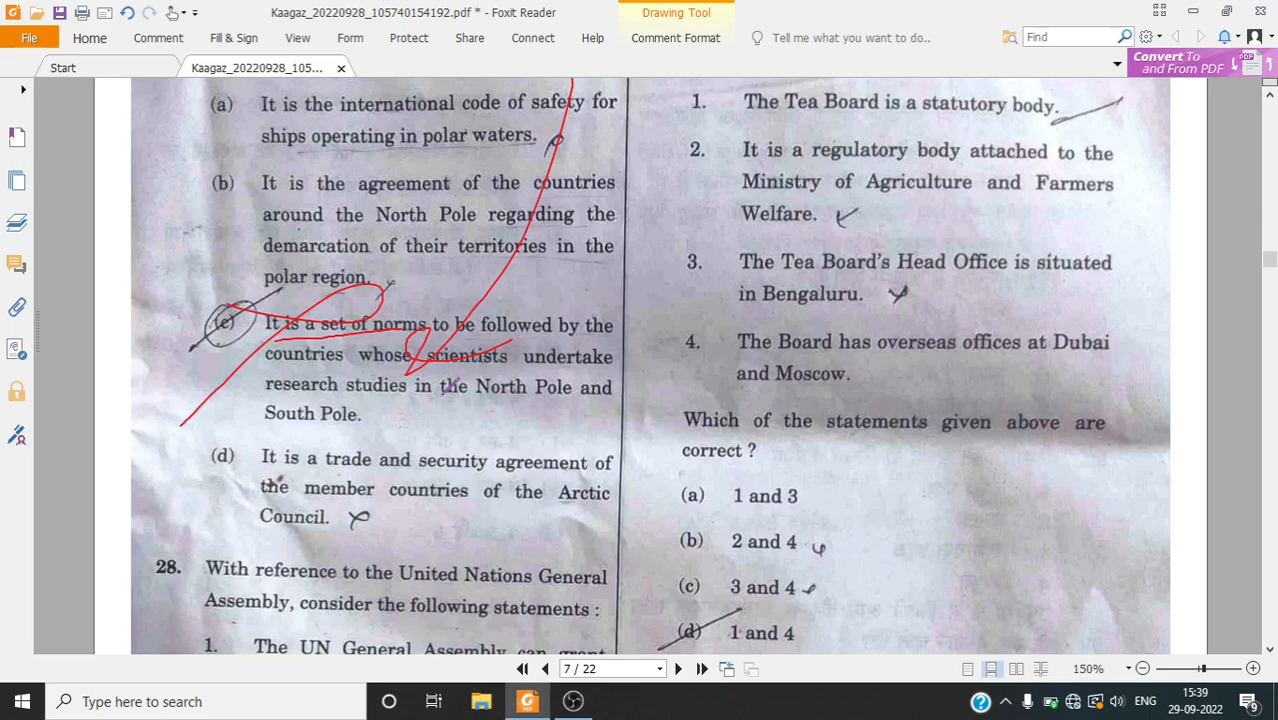 Kaagaz_20220928_105740154192.pdf * - Foxit Reader
Drawing Tool
File
Home
Comment
Fill & Sign
View
Form
Protect
Share
Connect
Help
Comment Format
Tell me what you want to do..
Find
Start
Kaagaz_20220928_105...
Convert To
and From PDF
PDF
(a) It is the international code of safety for
ships operating in polar waters.
(b) It is the agreement of the countries
around the North Pole regarding the
demarcation of their territories in the
polar region.
(c) It is a set of norms to be followed by the
countries whose scientists undertake
research studies in the North Pole and
South Pole.
(d) It is a trade and security agreement of
the member countries of the Arctic
Council.
28. With reference to the United Nations General
Assembly, consider the following statements :
1. The UN General Assembly can grant
1. The Tea Board is a statutory body.
2. It is a regulatory body attached to the
Ministry of Agriculture and Farmers
Welfare.
3. The Tea Board's Head Office is situated
in Bengaluru.
4. The Board has overseas offices at Dubai
and Moscow.
Which of the statements given above are
correct ?
(a) 1 and 3
(b) 2 and 4
(c) 3 and 4
(d) 1 and 4
7 / 22
150%
Type here to search
ENG
15:39
29-09-2022
9